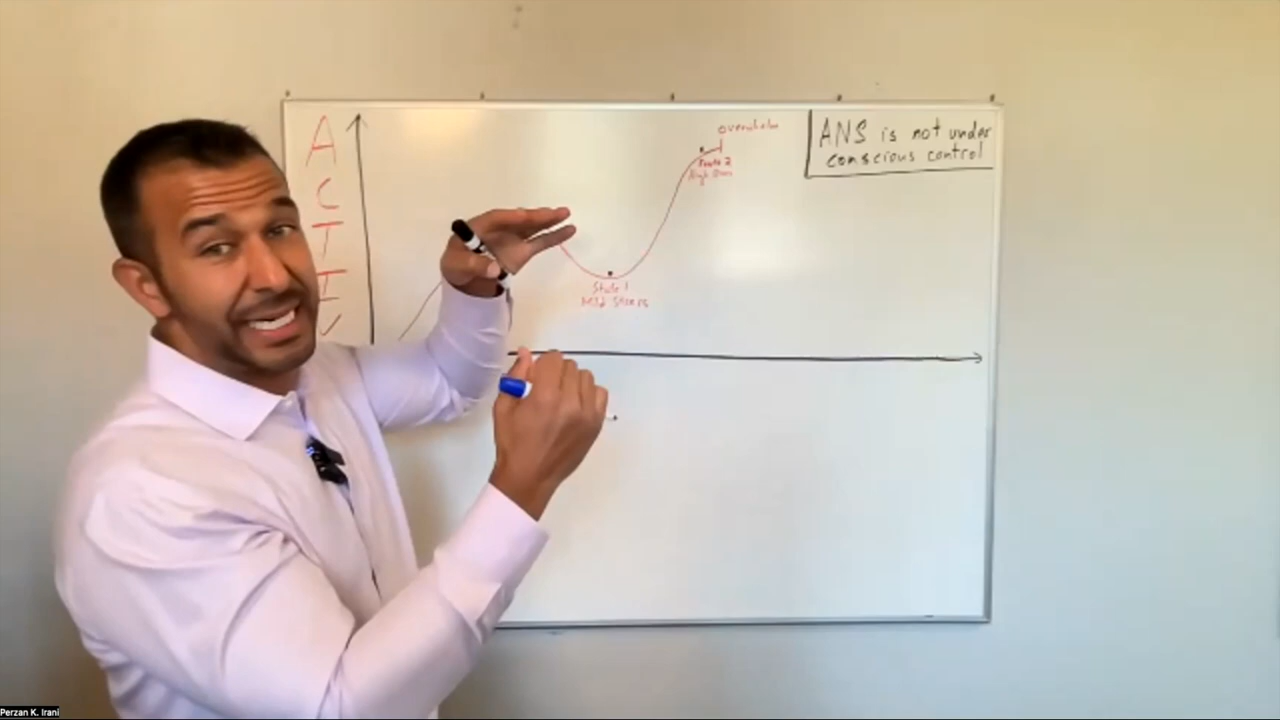 ANS is not under
conscious control
A
C
T
I
V
overwhelm
State 1
Mild Stress
Perzan K. Irani